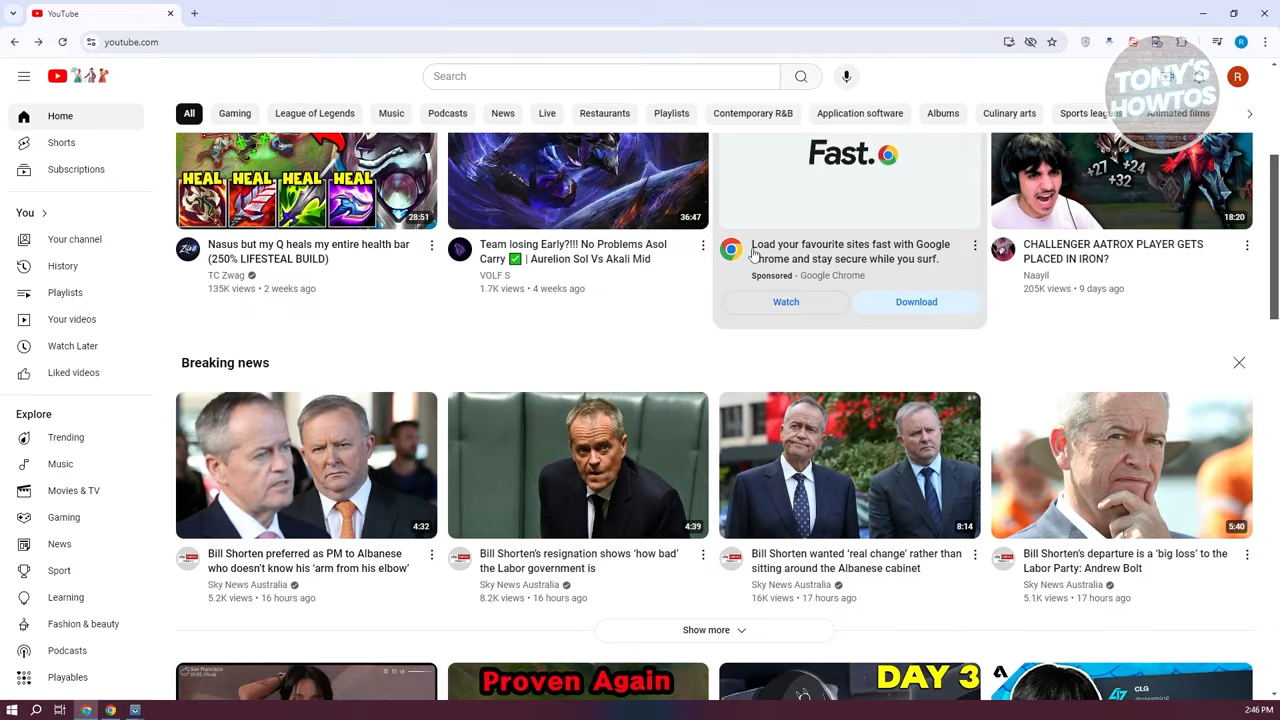 YouTube
youtube.com
Search
R
R
TONY'S
HOWTOS
All
Gaming
League of Legends
Music
Podcasts
News
Live
Restaurants
Playlists
Contemporary R&B
Application software
Albums
Culinary arts
Sports leag
Animated films
Home
Shorts
Subscriptions
You
Your channel
History
Playlists
Your videos
Watch Later
Liked videos
Explore
Trending
Music
Movies & TV
Gaming
News
Sport
Learning
Fashion & beauty
Podcasts
Playables
HEAL HEAL HEAL HEAL
28:51
36:47
Fast.
+27 +24
+32
18:20
Nasus but my Q heals my entire health bar
(250% LIFESTEAL BUILD)
TC Zwag
135K views • 2 weeks ago
Team losing Early?!!! No Problems Asol
Carry ✅ | Aurelion Sol Vs Akali Mid
VOLF S
1.7K views • 4 weeks ago
Load your favourite sites fast with Google
Chrome and stay secure while you surf.
Sponsored · Google Chrome
Watch
Download
CHALLENGER AATROX PLAYER GETS
PLACED IN IRON?
Naayil
205K views • 9 days ago
Breaking news
4:32
4:39
8:14
5:40
Bill Shorten preferred as PM to Albanese
who doesn't know his 'arm from his elbow'
Sky News Australia
5.2K views • 16 hours ago
Bill Shorten's resignation shows 'how bad'
the Labor government is
Sky News Australia
8.2K views • 16 hours ago
Bill Shorten wanted 'real change' rather than
sitting around the Albanese cabinet
Sky News Australia
16K views • 17 hours ago
Bill Shorten's departure is a 'big loss' to the
Labor Party: Andrew Bolt
Sky News Australia
5.1K views • 17 hours ago
Show more
San Francisco
Proven Again
DAY 3
CLG
2:46 PM